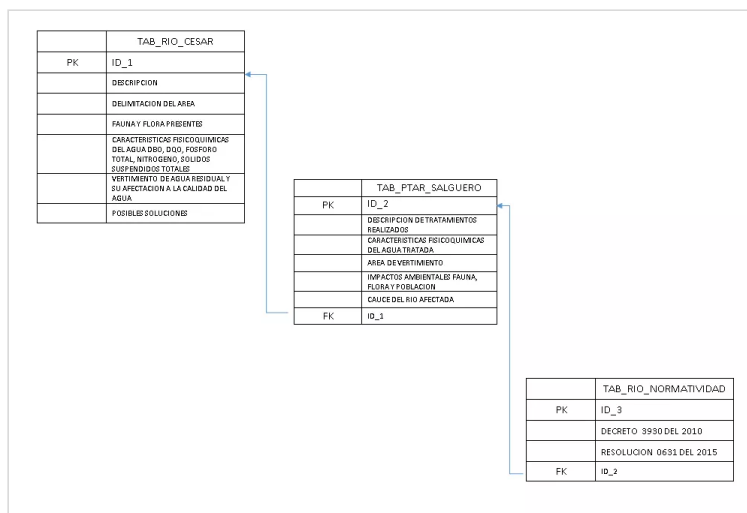 TAB_RIO_CESAR
PK ID_1
DESCRIPCION
DELIMITACION DEL AREA
FAUNA Y FLORA PRESENTES
CARACTERISTICAS FISICOQUIMICAS
DEL AGUA DBO, DQO, FOSFORO
TOTAL, NITROGENO, SOLIDOS
SUSPENDIDOS TOTALES
VERTIMIENTO DE AGUA RESIDUAL Y
SU AFECTACION A LA CALIDAD DEL
AGUA
POSIBLES SOLUCIONES
TAB_PTAR_SALGUERO
PK ID_2
DESCRIPCION DE TRATAMIENTOS
REALIZADOS
CARACTERISTICAS FISICOQUIMICAS
DEL AGUA TRATADA
AREA DE VERTIMIENTO
IMPACTOS AMBIENTALES FAUNA,
FLORA Y POBLACION
CAUCE DEL RIO AFECTADA
FK ID_1
TAB_RIO_NORMATIVIDAD
PK ID_3
DECRETO 3930 DEL 2010
RESOLUCION 0631 DEL 2015
FK ID_2